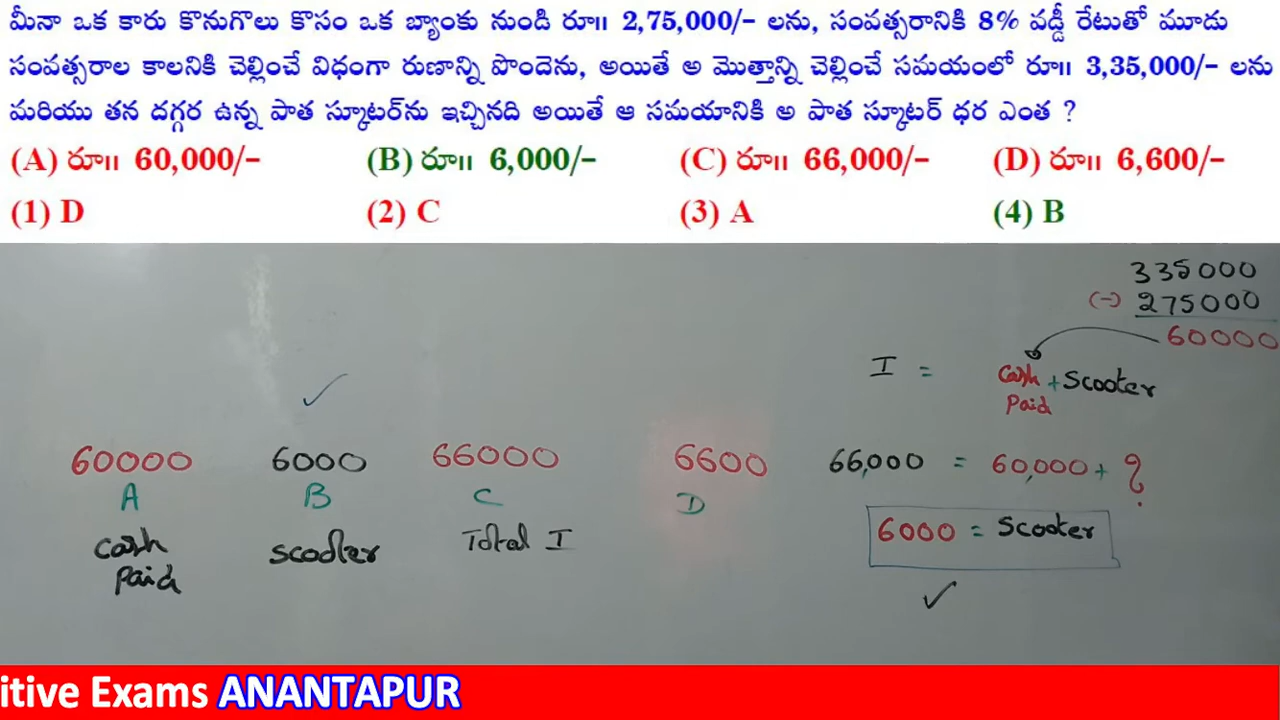 మీనా ఒక కారు కొనుగొలు కొసం ఒక బ్యాంకు నుండి రూ॥ 2,75,000/- లను, సంవత్సరానికి 8% వడ్డీ రేటుతో మూడు
సంవత్సరాల కాలనికి చెల్లించే విధంగా రుణాన్ని పొందెను, అయితే అ మొత్తాన్ని చెల్లించే సమయంలో రూ॥ 3,35,000/- లను
మరియు తన దగ్గర ఉన్న పాత స్కూటర్‌ను ఇచ్చినది అయితే ఆ సమయానికి అ పాత స్కూటర్ ధర ఎంత ?
(A) రూ॥ 60,000/- (B) రూ॥ 6,000/- (C) రూ॥ 66,000/- (D) రూ॥ 6,600/-
(1) D (2) C (3) A (4) B
335000
(-) 275000
60000
I = cash + Scooter
Paid
60000 6000 66000 6600 66,000 = 60,000 + ?
A B C D
cash scooter Total I 6000 = Scooter
paid
itive Exams ANANTAPUR